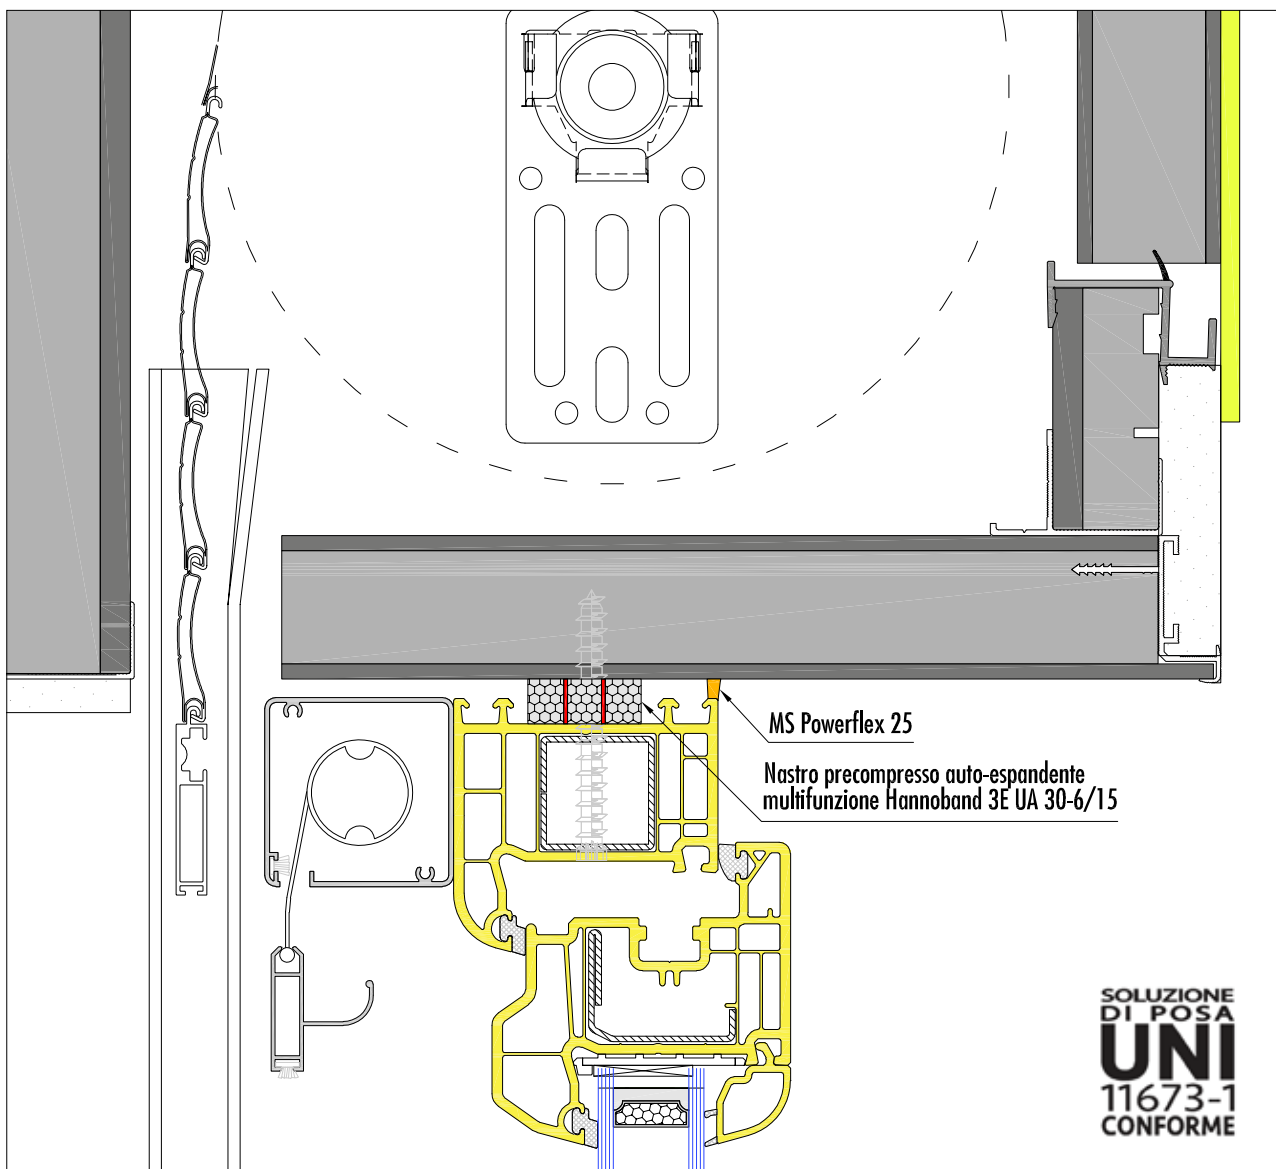 MS Powerflex 25
Nastro precompresso auto-espandente
multifunzione Hannoband 3E UA 30-6/15
SOLUZIONE
DI POSA
UNI
11673-1
CONFORME